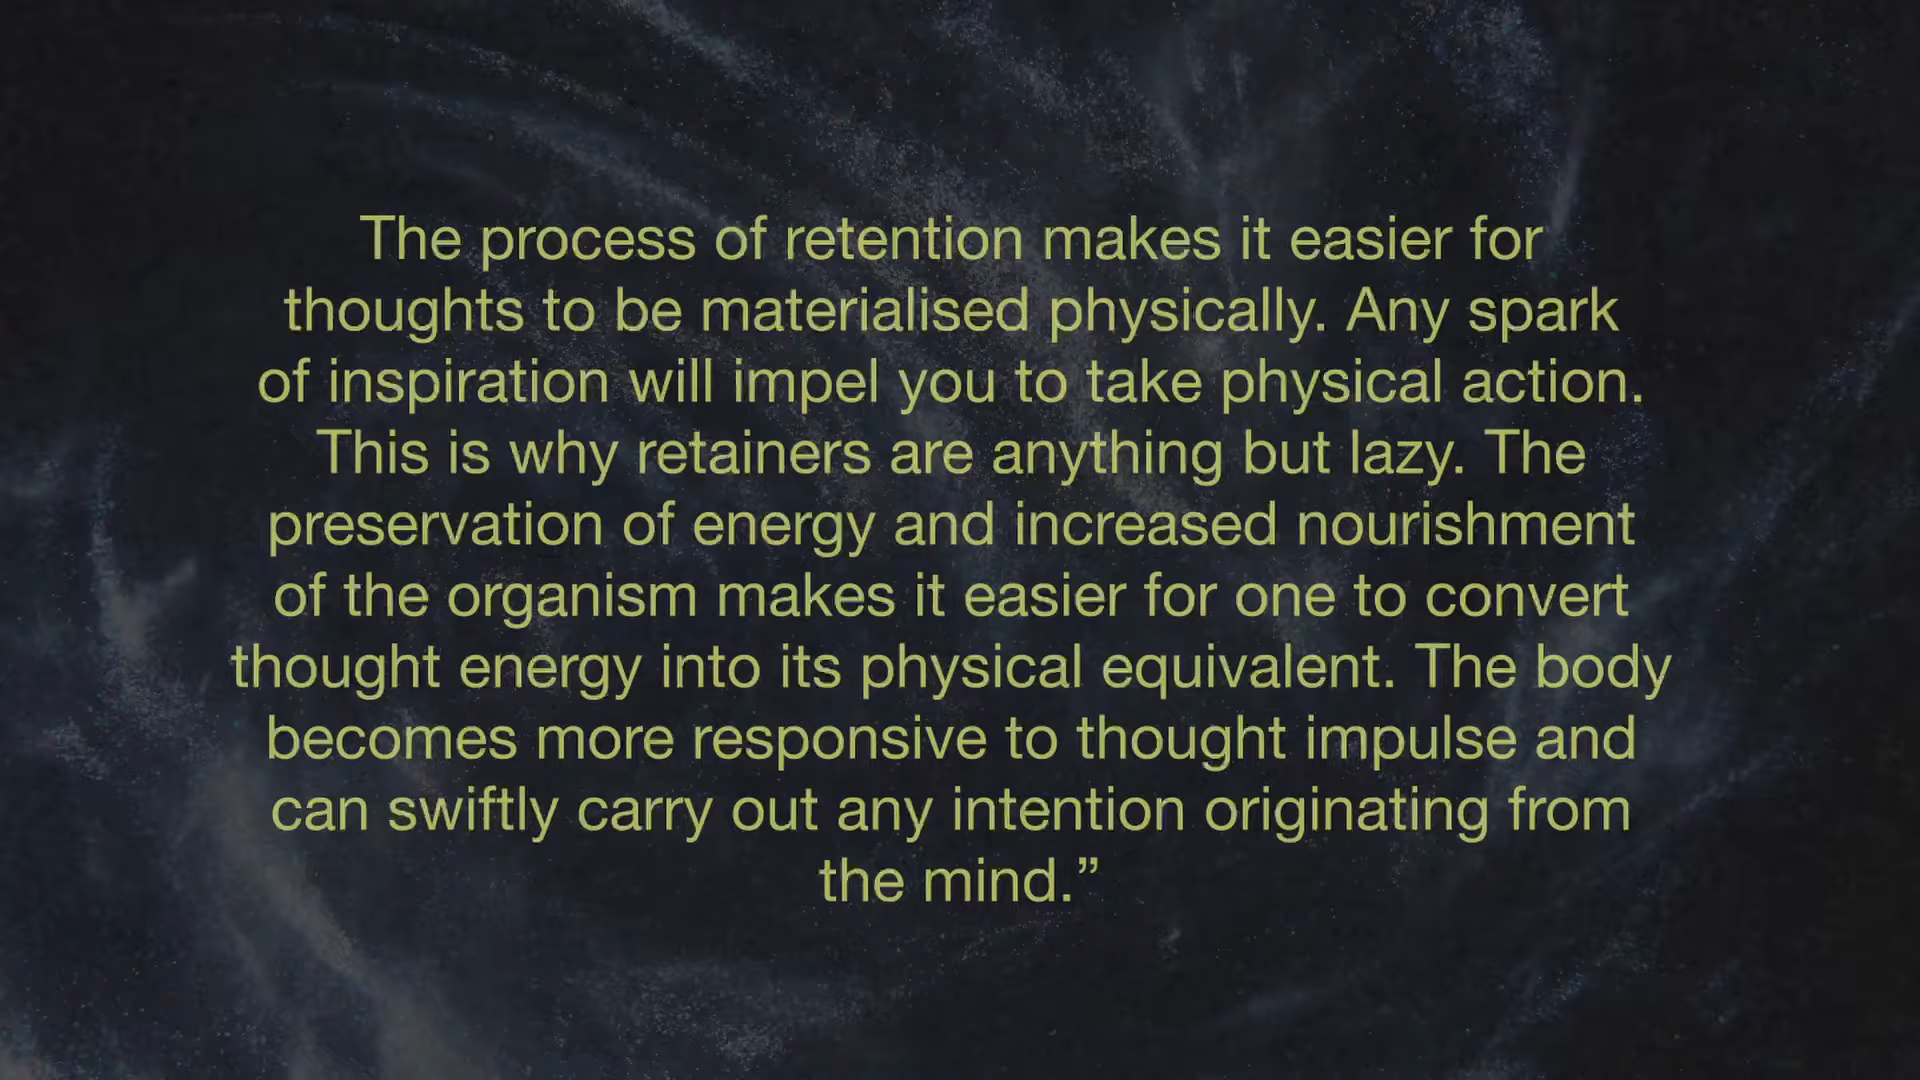 The process of retention makes it easier for
thoughts to be materialised physically. Any spark
of inspiration will impel you to take physical action.
This is why retainers are anything but lazy. The
preservation of energy and increased nourishment
of the organism makes it easier for one to convert
thought energy into its physical equivalent. The body
becomes more responsive to thought impulse and
can swiftly carry out any intention originating from
the mind.”